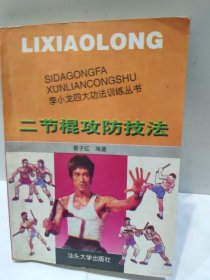 LIXIAOLONG
SIDAGONGFA
XUNLIANCONGSHU
李小龙四大功法训练丛书
二节棍攻防技法
童子红 编著
汕头大学出版社